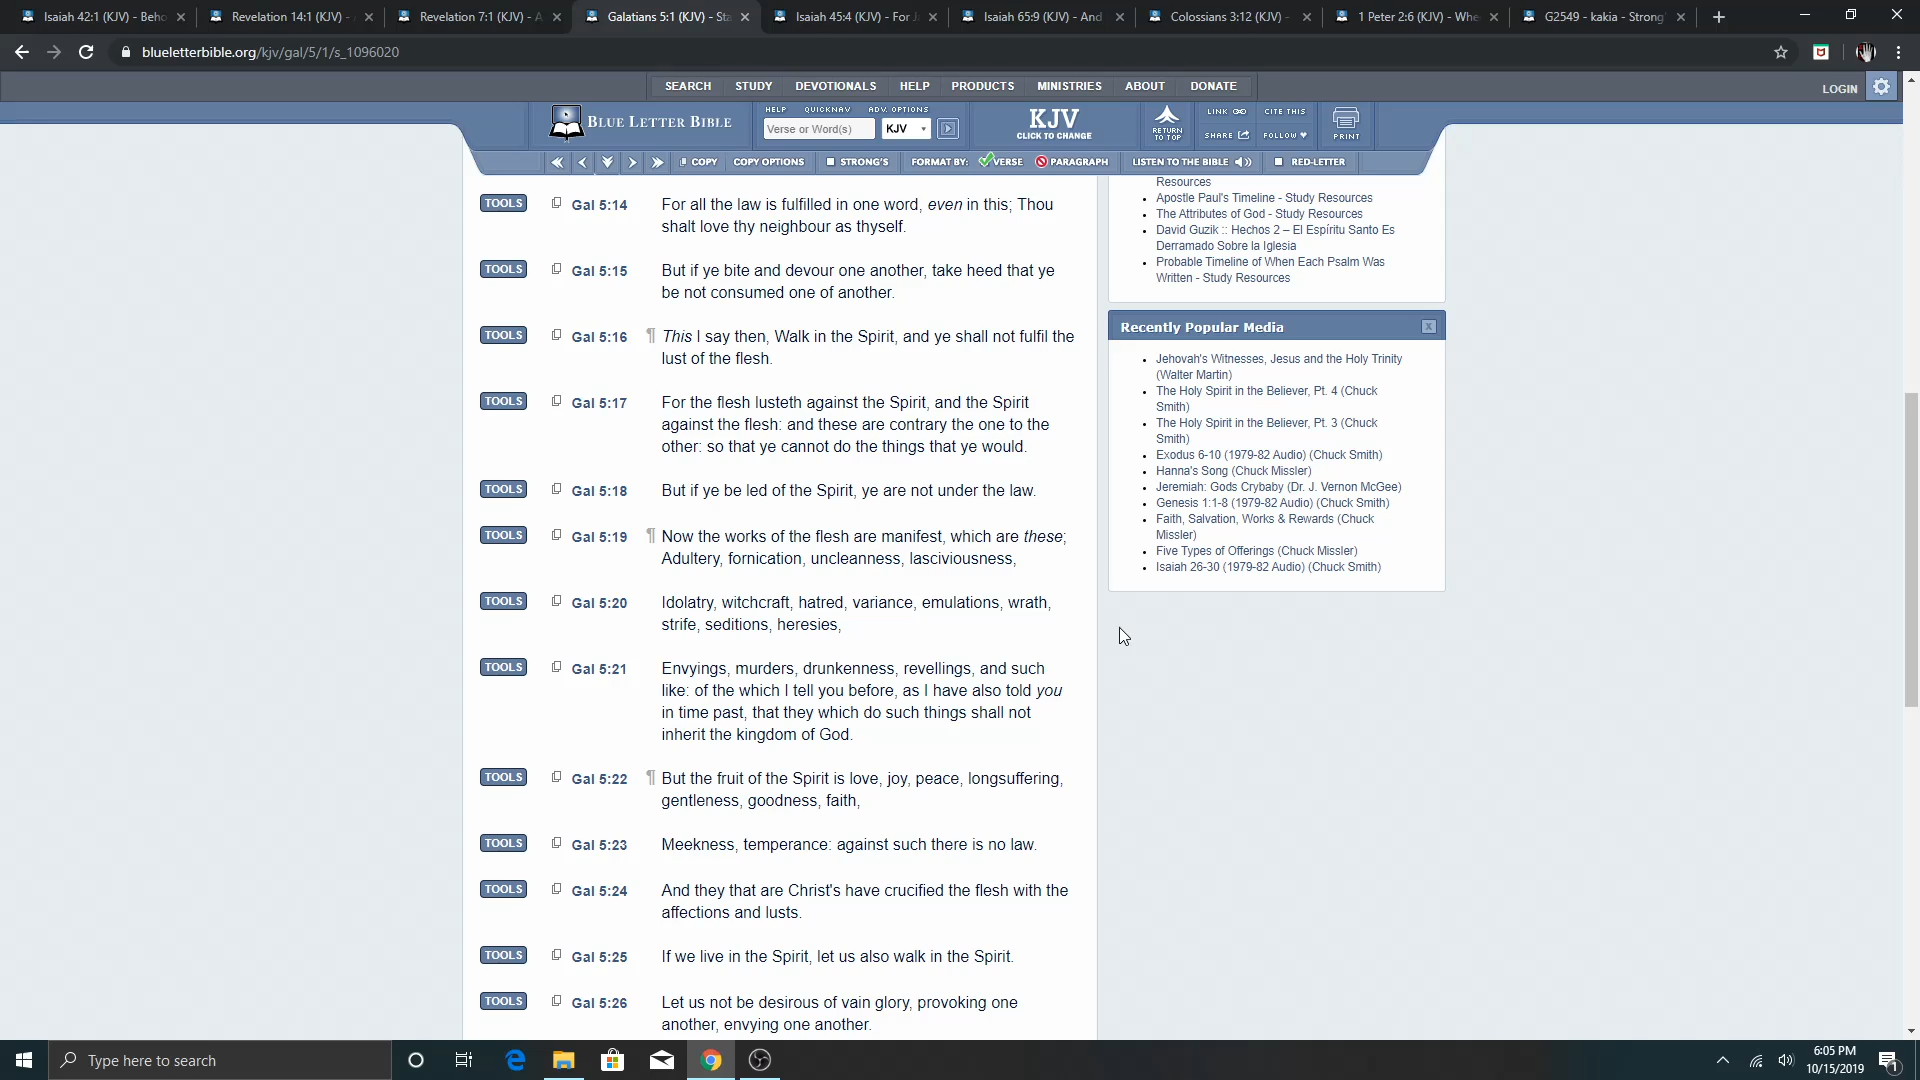 Isaiah 42:1 (KJV) - Beho
Revelation 14:1 (KJV) -
Revelation 7:1 (KJV) - A
Galatians 5:1 (KJV) - Sta
Isaiah 45:4 (KJV) - For J
Isaiah 65:9 (KJV) - And
Colossians 3:12 (KJV) -
1 Peter 2:6 (KJV) - Whe
G2549 - kakia - Strong'
blueletterbible.org/kjv/gal/5/1/s_1096020
SEARCH STUDY DEVOTIONALS HELP PRODUCTS MINISTRIES ABOUT DONATE
LOGIN
BLUE LETTER BIBLE
HELP QUICKNAV ADV. OPTIONS
Verse or Word(s) KJV
KJV
CLICK TO CHANGE
RETURN
TO TOP
LINK CITE THIS
SHARE FOLLOW
PRINT
COPY COPY OPTIONS STRONG'S FORMAT BY: VERSE PARAGRAPH LISTEN TO THE BIBLE RED-LETTER
TOOLS Gal 5:14 For all the law is fulfilled in one word, even in this; Thou
shalt love thy neighbour as thyself.
TOOLS Gal 5:15 But if ye bite and devour one another, take heed that ye
be not consumed one of another.
TOOLS Gal 5:16 ¶ This I say then, Walk in the Spirit, and ye shall not fulfil the
lust of the flesh.
TOOLS Gal 5:17 For the flesh lusteth against the Spirit, and the Spirit
against the flesh: and these are contrary the one to the
other: so that ye cannot do the things that ye would.
TOOLS Gal 5:18 But if ye be led of the Spirit, ye are not under the law.
TOOLS Gal 5:19 ¶ Now the works of the flesh are manifest, which are these;
Adultery, fornication, uncleanness, lasciviousness,
TOOLS Gal 5:20 Idolatry, witchcraft, hatred, variance, emulations, wrath,
strife, seditions, heresies,
TOOLS Gal 5:21 Envyings, murders, drunkenness, revellings, and such
like: of the which I tell you before, as I have also told you
in time past, that they which do such things shall not
inherit the kingdom of God.
TOOLS Gal 5:22 ¶ But the fruit of the Spirit is love, joy, peace, longsuffering,
gentleness, goodness, faith,
TOOLS Gal 5:23 Meekness, temperance: against such there is no law.
TOOLS Gal 5:24 And they that are Christ's have crucified the flesh with the
affections and lusts.
TOOLS Gal 5:25 If we live in the Spirit, let us also walk in the Spirit.
TOOLS Gal 5:26 Let us not be desirous of vain glory, provoking one
another, envying one another.
Resources
Apostle Paul's Timeline - Study Resources
The Attributes of God - Study Resources
David Guzik :: Hechos 2 – El Espíritu Santo Es
Derramado Sobre la Iglesia
Probable Timeline of When Each Psalm Was
Written - Study Resources
Recently Popular Media x
Jehovah's Witnesses, Jesus and the Holy Trinity
(Walter Martin)
The Holy Spirit in the Believer, Pt. 4 (Chuck
Smith)
The Holy Spirit in the Believer, Pt. 3 (Chuck
Smith)
Exodus 6-10 (1979-82 Audio) (Chuck Smith)
Hanna's Song (Chuck Missler)
Jeremiah: Gods Crybaby (Dr. J. Vernon McGee)
Genesis 1:1-8 (1979-82 Audio) (Chuck Smith)
Faith, Salvation, Works & Rewards (Chuck
Missler)
Five Types of Offerings (Chuck Missler)
Isaiah 26-30 (1979-82 Audio) (Chuck Smith)
Type here to search
6:05 PM
10/15/2019
1